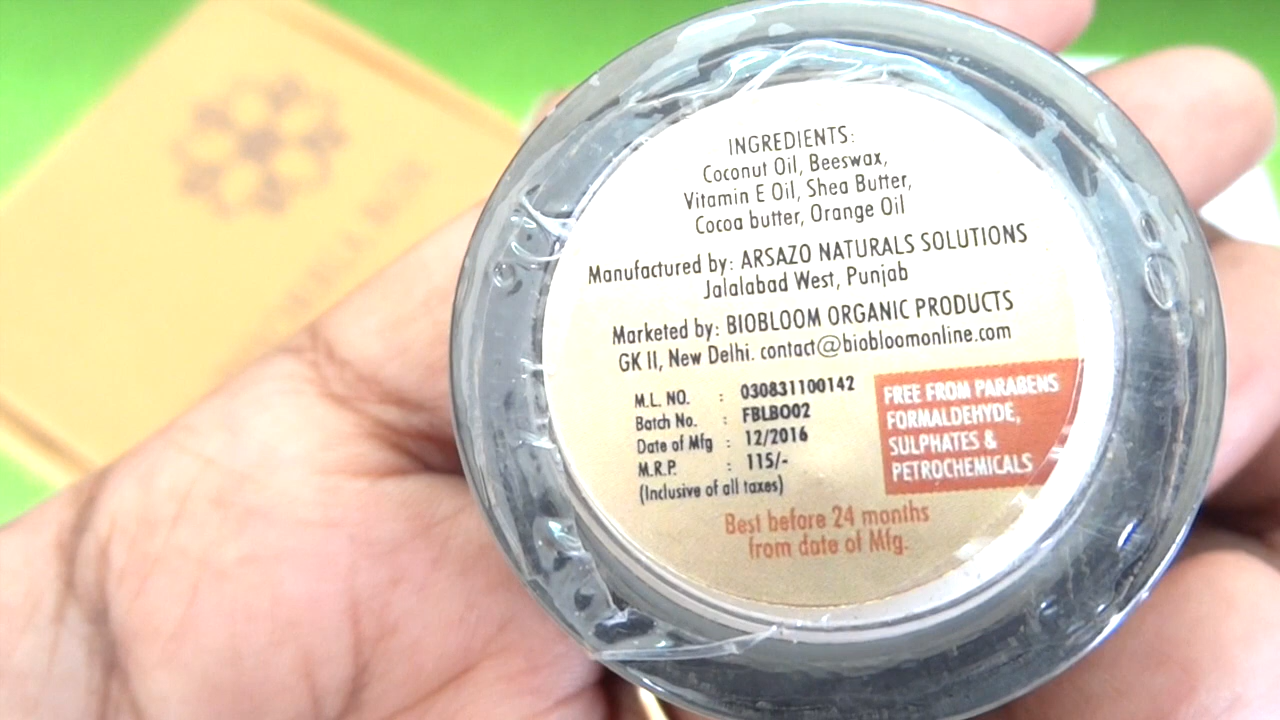 INGREDIENTS:
Coconut Oil, Beeswax,
Vitamin E Oil, Shea Butter,
Cocoa butter, Orange Oil
Manufactured by: ARSAZO NATURALS SOLUTIONS
Jalalabad West, Punjab
Marketed by: BIOBLOOM ORGANIC PRODUCTS
GK II, New Delhi. contact@biobloomonline.com
M.L. NO. : 030831100142
Batch No. : FBLBO02
Date of Mfg : 12/2016
M.R.P. : 115/-
(Inclusive of all taxes)
FREE FROM PARABENS
FORMALDEHYDE,
SULPHATES &
PETROCHEMICALS
Best before 24 months
from date of Mfg.